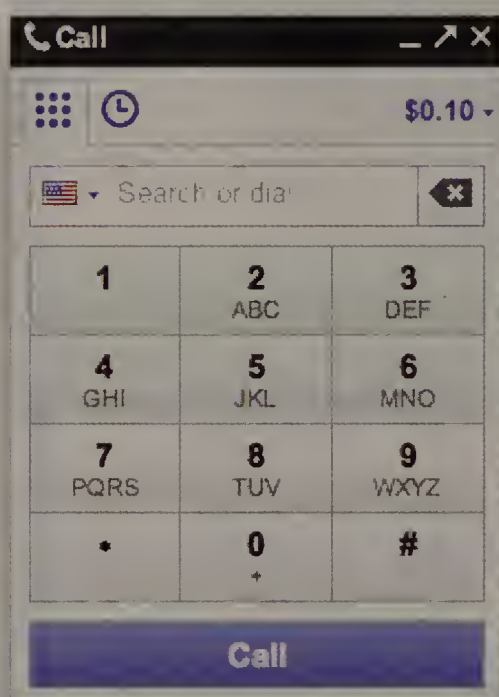 Call
$0.10
Search or dial
1 2 3
ABC DEF
4 5 6
GHI JKL MNO
7 8 9
PQRS TUV WXYZ
* 0 #
+
Call